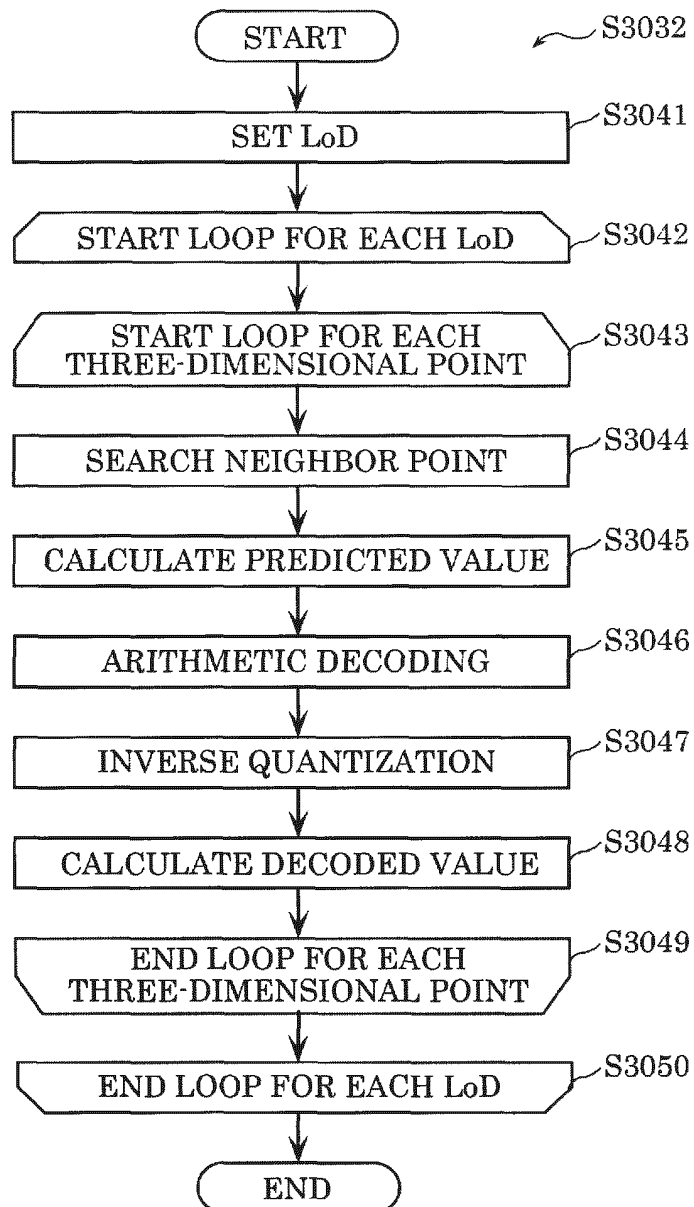 START
S3032
SET LoD
S3041
START LOOP FOR EACH LoD
S3042
START LOOP FOR EACH
THREE-DIMENSIONAL POINT
S3043
SEARCH NEIGHBOR POINT
S3044
CALCULATE PREDICTED VALUE
S3045
ARITHMETIC DECODING
S3046
INVERSE QUANTIZATION
S3047
CALCULATE DECODED VALUE
S3048
END LOOP FOR EACH
THREE-DIMENSIONAL POINT
S3049
END LOOP FOR EACH LoD
S3050
END